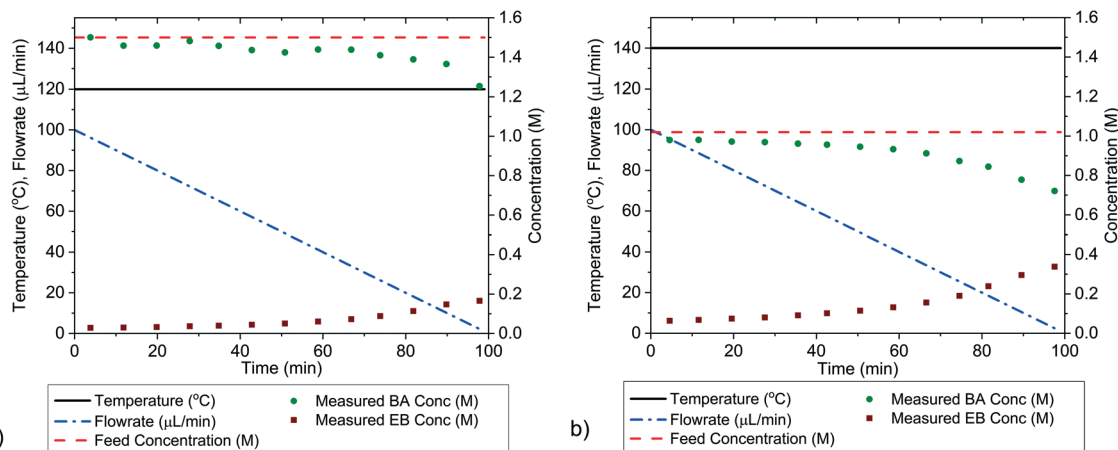 140
120
100
80
60
40
20
0
Temperature (°C), Flowrate (μL/min)
1.6
1.4
1.2
1.0
0.8
0.6
0.4
0.2
0.0
Concentration (M)
0 20 40 60 80 100
Time (min)
Temperature (°C)
Flowrate (μL/min)
Feed Concentration (M)
Measured BA Conc (M)
Measured EB Conc (M)
)
140
120
100
80
60
40
20
0
Temperature (°C), Flowrate (μL/min)
1.6
1.4
1.2
1.0
0.8
0.6
0.4
0.2
0.0
Concentration (M)
0 20 40 60 80 100
Time (min)
b)
Temperature (°C)
Flowrate (μL/min)
Feed Concentration (M)
Measured BA Conc (M)
Measured EB Conc (M)